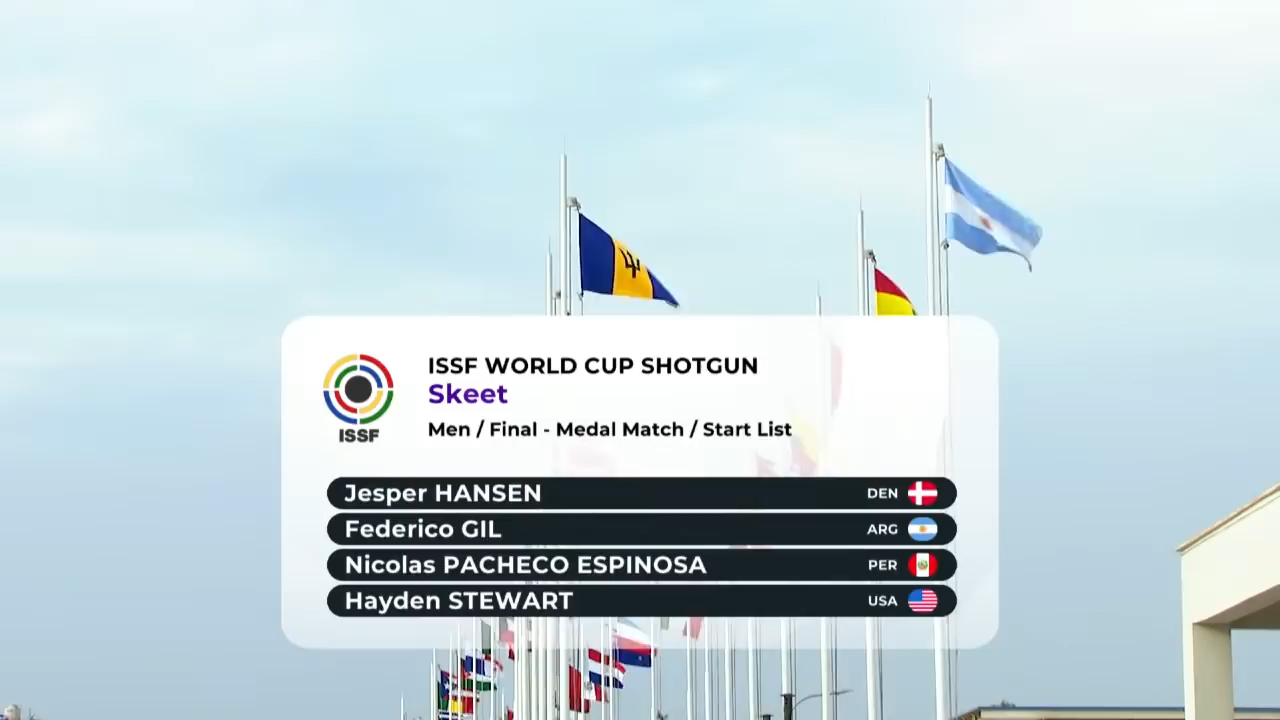 ISSF WORLD CUP SHOTGUN
Skeet
Men / Final - Medal Match / Start List
ISSF
Jesper HANSEN DEN
Federico GIL ARG
Nicolas PACHECO ESPINOSA PER
Hayden STEWART USA